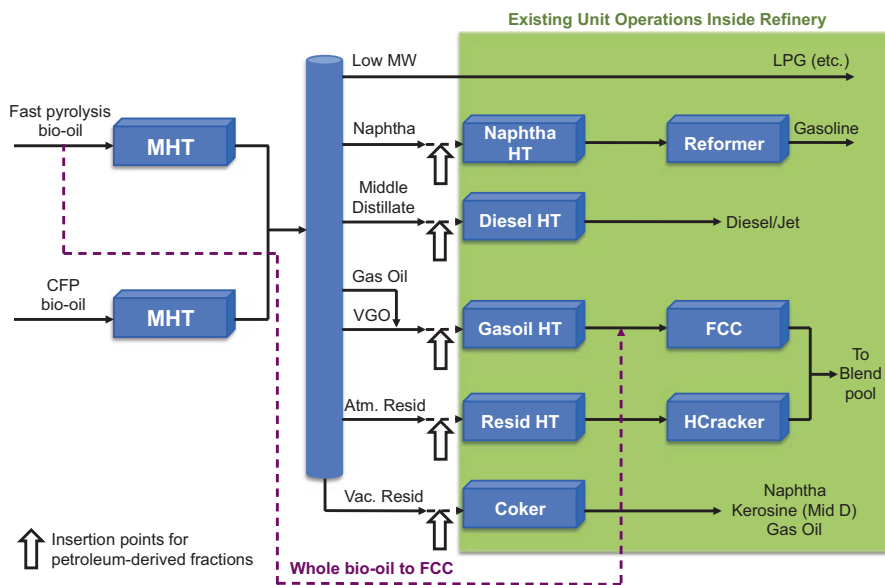 Existing Unit Operations Inside Refinery
Low MW
LPG (etc.)
Fast pyrolysis
bio-oil
MHT
Naphtha
Naphtha
HT
Reformer
Gasoline
Middle
Distillate
Diesel HT
Diesel/Jet
CFP
bio-oil
MHT
Gas Oil
VGO
Gasoil HT
FCC
To
Blend
pool
Atm. Resid
Resid HT
HCracker
Vac. Resid
Coker
Naphtha
Kerosine (Mid D)
Gas Oil
Insertion points for
petroleum-derived fractions
Whole bio-oil to FCC